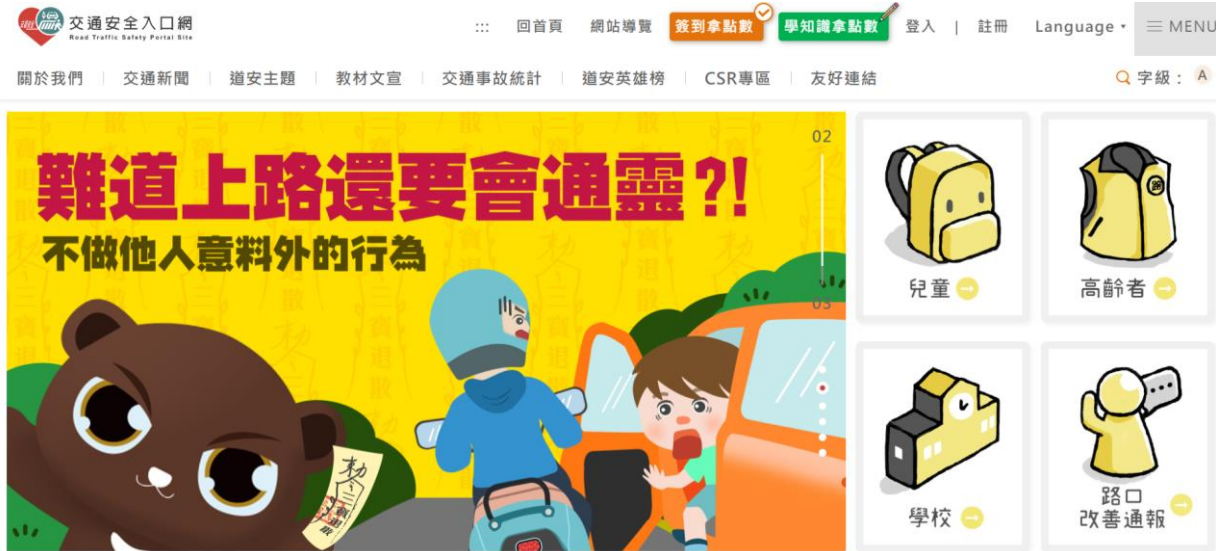 交通安全入口網
Road Traffic Safety Portal Site
:::
回首頁
網站導覽
簽到拿點數
學知識拿點數
登入 | 註冊
Language
MENU
關於我們
交通新聞
道安主題
教材文宣
交通事故統計
道安英雄榜
CSR專區
友好連結
字級：
A
難道上路還要會通靈?!
不做他人意料外的行為
02
03
兒童
高齡者
學校
路口
改善通報